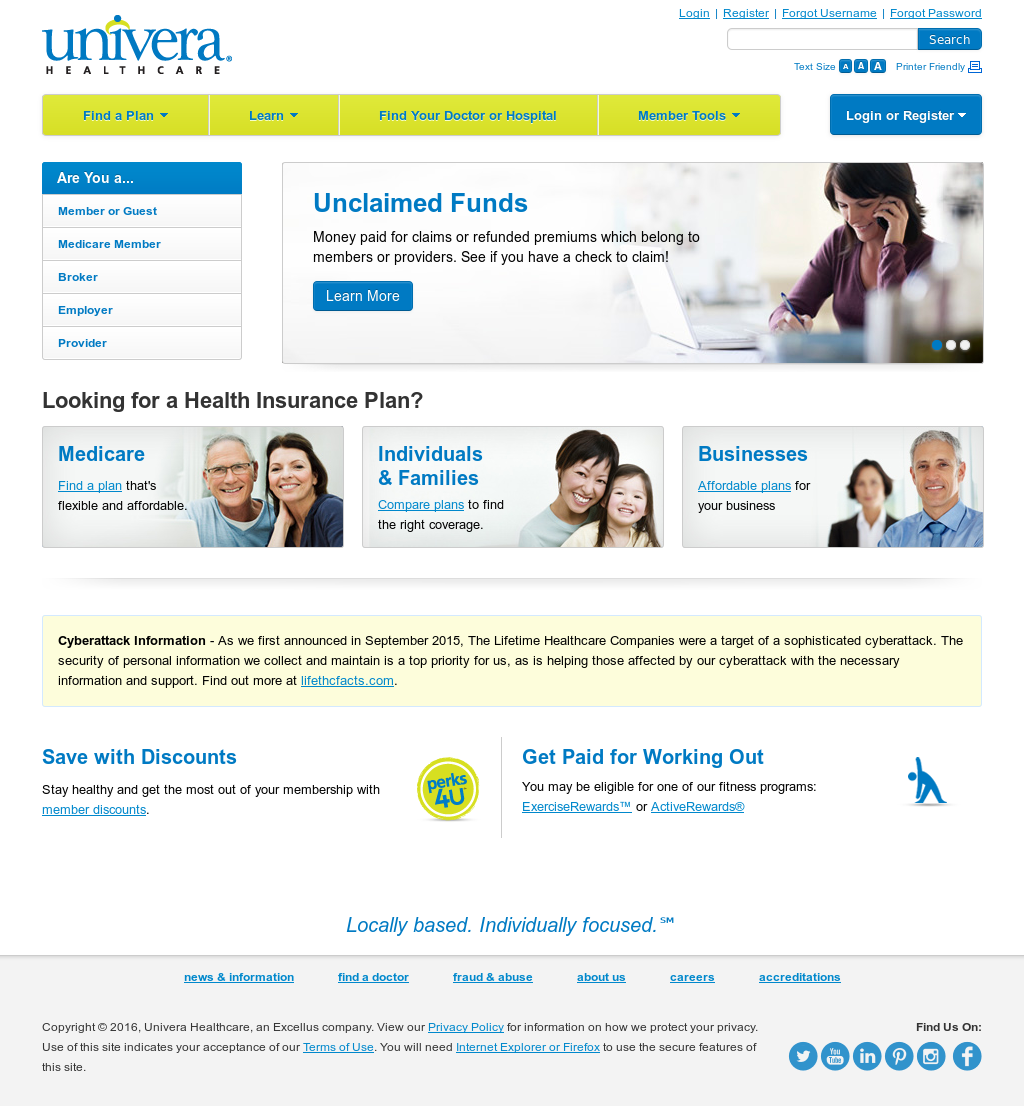 Login | Register | Forgot Username | Forgot Password
univera
HEALTHCARE
Search
Text Size A A A Printer Friendly
Find a Plan
Learn
Find Your Doctor or Hospital
Member Tools
Login or Register
Are You a...
Member or Guest
Medicare Member
Broker
Employer
Provider
Unclaimed Funds
Money paid for claims or refunded premiums which belong to
members or providers. See if you have a check to claim!
Learn More
Looking for a Health Insurance Plan?
Medicare
Find a plan that's
flexible and affordable.
Individuals
& Families
Compare plans to find
the right coverage.
Businesses
Affordable plans for
your business
Cyberattack Information - As we first announced in September 2015, The Lifetime Healthcare Companies were a target of a sophisticated cyberattack. The
security of personal information we collect and maintain is a top priority for us, as is helping those affected by our cyberattack with the necessary
information and support. Find out more at lifethcfacts.com.
Save with Discounts
Stay healthy and get the most out of your membership with
member discounts.
perks
4U
Get Paid for Working Out
You may be eligible for one of our fitness programs:
ExerciseRewards™ or ActiveRewards®
Locally based. Individually focused.℠
news & information
find a doctor
fraud & abuse
about us
careers
accreditations
Copyright © 2016, Univera Healthcare, an Excellus company. View our Privacy Policy for information on how we protect your privacy.
Use of this site indicates your acceptance of our Terms of Use. You will need Internet Explorer or Firefox to use the secure features of
this site.
Find Us On:
You
Tube
in